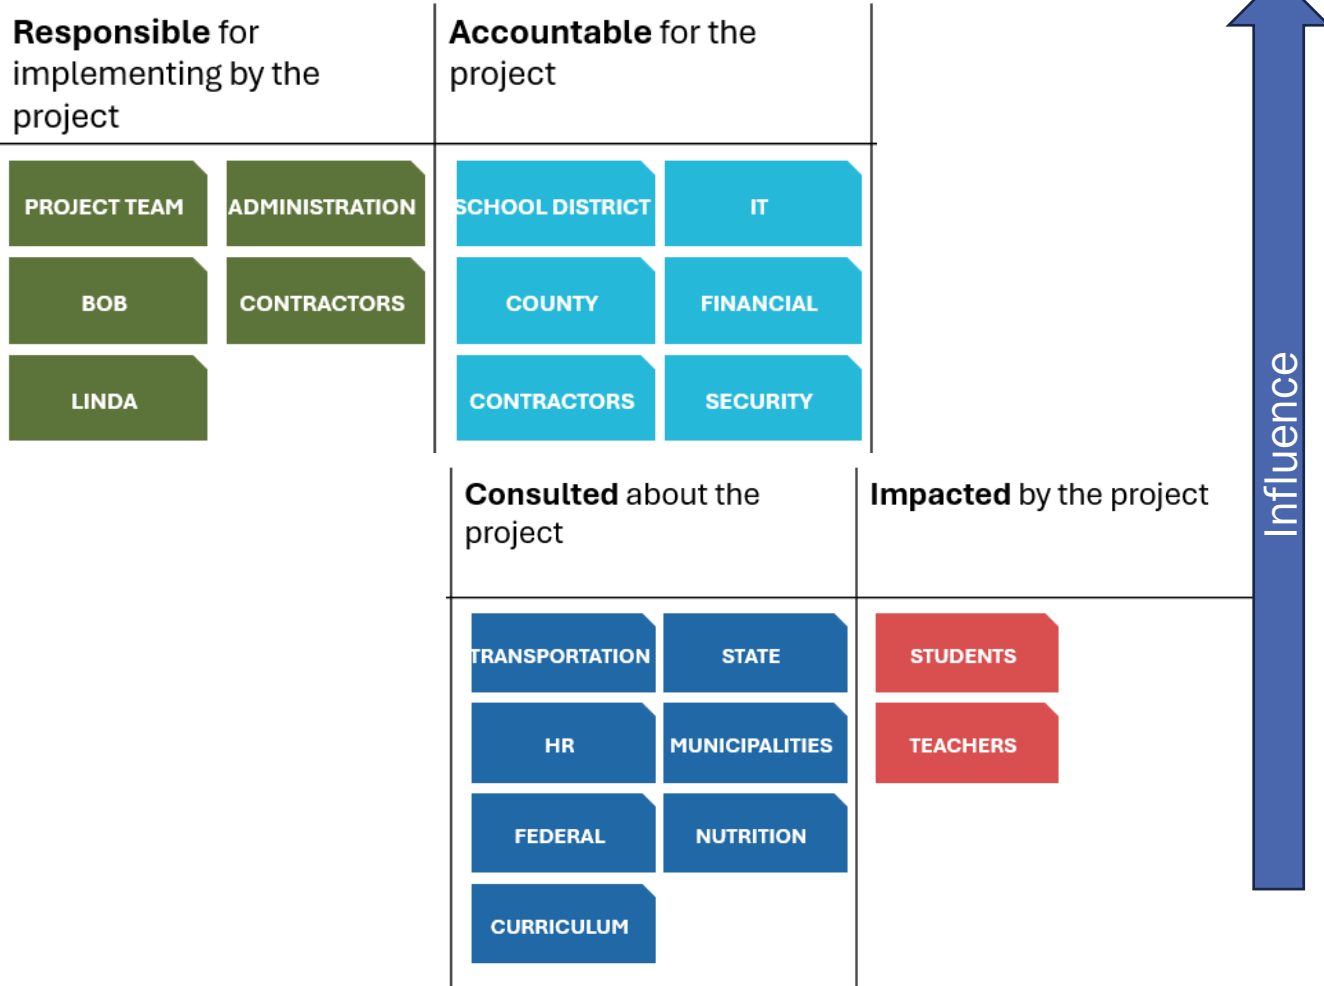 Responsible for
implementing by the
project
Accountable for the
project
PROJECT TEAM
ADMINISTRATION
BOB
CONTRACTORS
LINDA
SCHOOL DISTRICT
IT
COUNTY
FINANCIAL
CONTRACTORS
SECURITY
Consulted about the
project
Impacted by the project
TRANSPORTATION
STATE
HR
MUNICIPALITIES
FEDERAL
NUTRITION
CURRICULUM
STUDENTS
TEACHERS
Influence